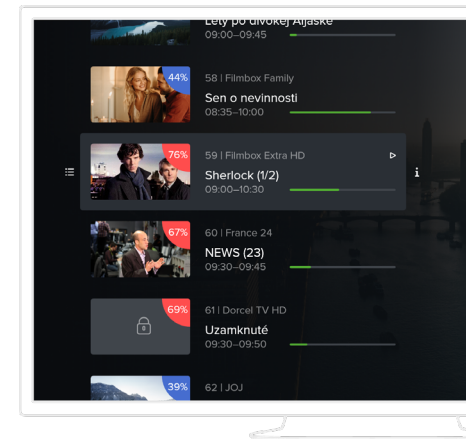 Lety po divokej Aljaške
09:00–09:45
44%
58 | Filmbox Family
Sen o nevinnosti
08:35–10:00
76%
59 | Filmbox Extra HD
Sherlock (1/2)
09:00–10:30
67%
60 | France 24
NEWS (23)
09:30–09:45
69%
61 | Dorcel TV HD
Uzamknuté
09:30–09:50
39%
62 | JOJ